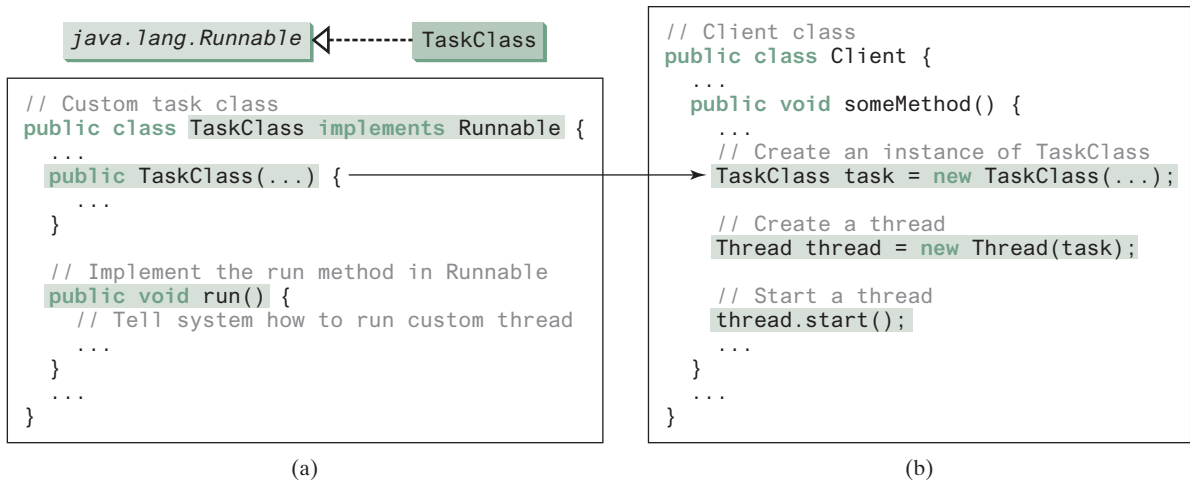 java.lang.Runnable
TaskClass
// Custom task class
public class TaskClass implements Runnable {
...
public TaskClass(...) {
...
}
// Implement the run method in Runnable
public void run() {
// Tell system how to run custom thread
...
}
...
}
(a)
// Client class
public class Client {
...
public void someMethod() {
...
// Create an instance of TaskClass
TaskClass task = new TaskClass(...);
// Create a thread
Thread thread = new Thread(task);
// Start a thread
thread.start();
...
}
...
}
(b)